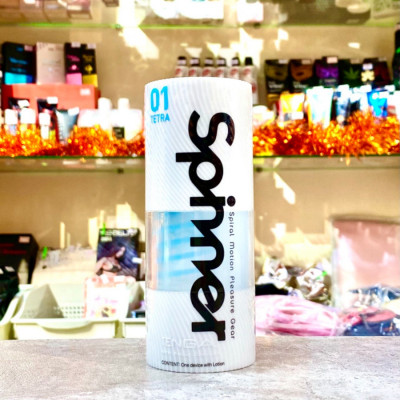 01
TETRA
Spinner
Spiral Motion Pleasure Gear
TENGA
CONTENT: One device with Lotion